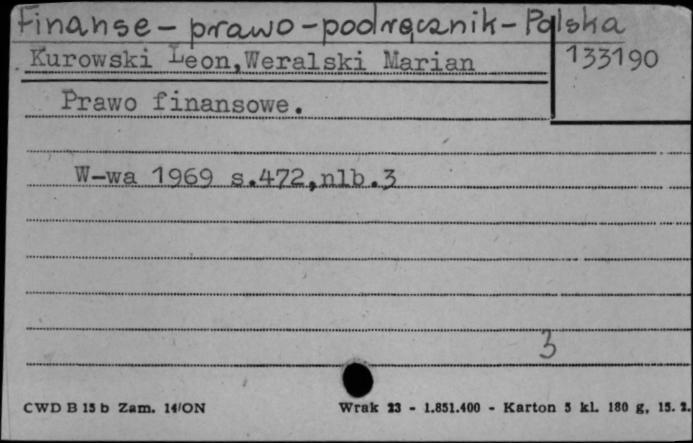 Finanse – prawo – podręcznik – Polska
Kurowski Leon,Weralski Marian
133190
Prawo finansowe.
W-wa 1969 s.472,nlb.3
3
CWD B 15 b Zam. 14/ON
Wrak 23 - 1.851.400 - Karton 5 kl. 180 g, 15. 2.